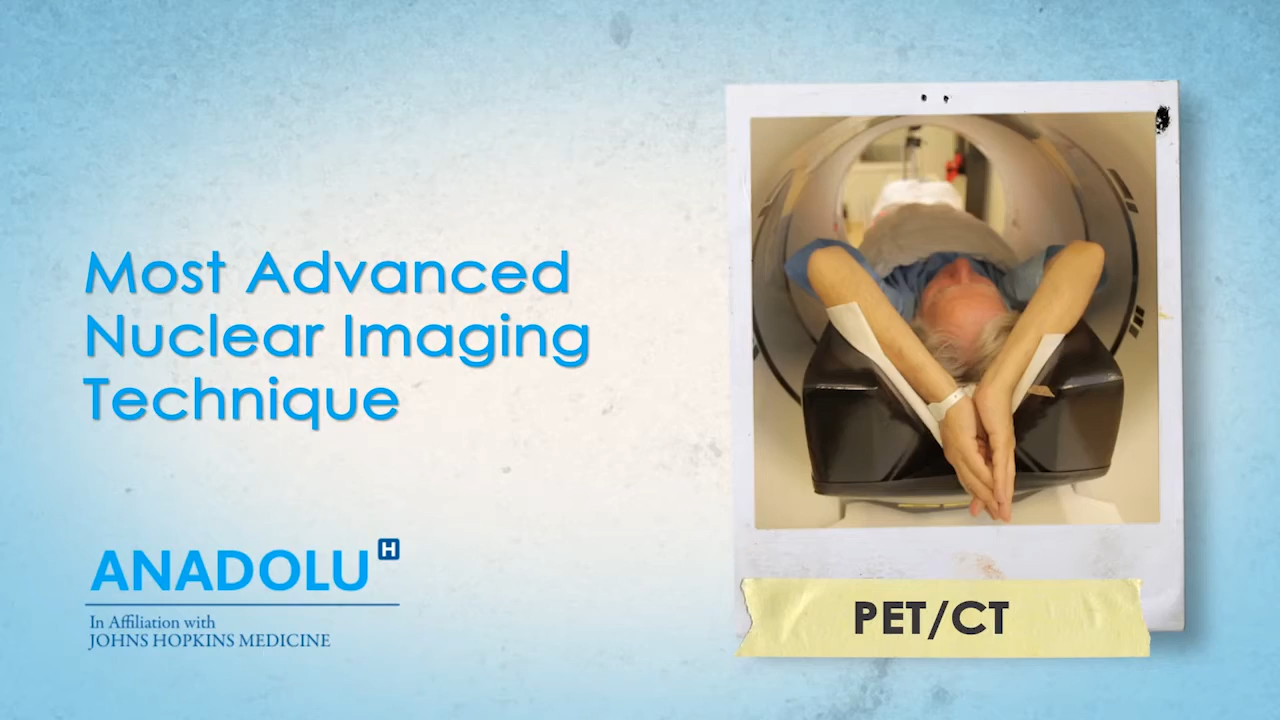 Most Advanced
Nuclear Imaging
Technique
ANADOLU H
In Affiliation with
JOHNS HOPKINS MEDICINE
PET/CT